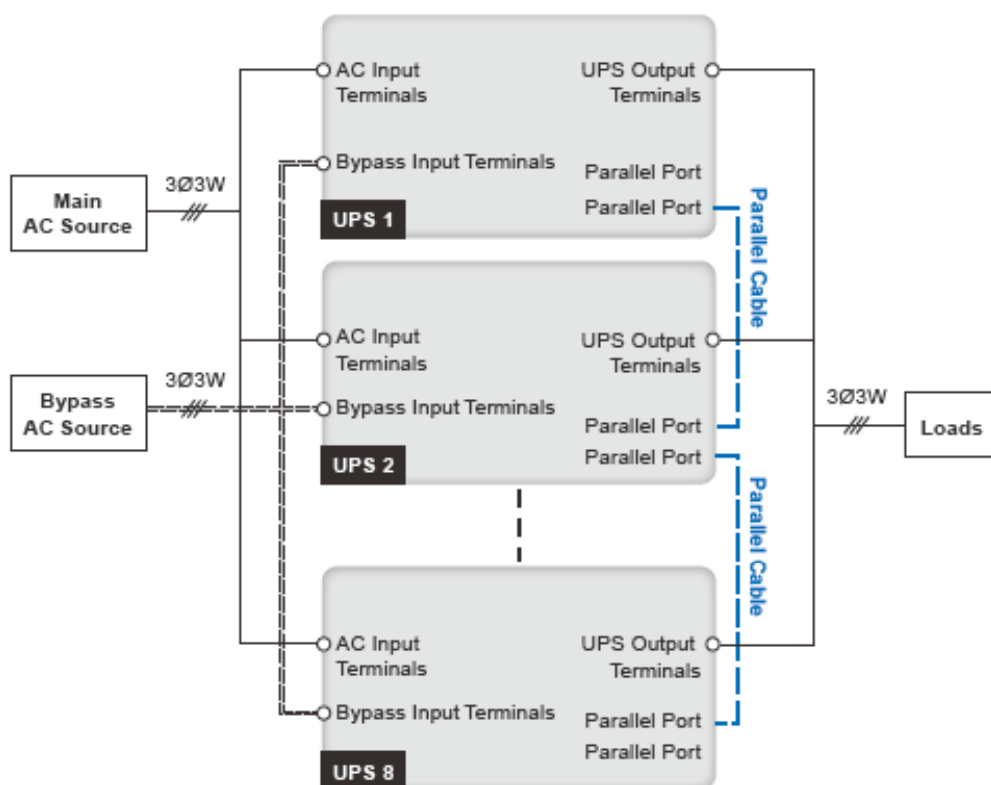 Main
AC Source
3Ø3W
Bypass
AC Source
3Ø3W
AC Input
Terminals
UPS Output
Terminals
Bypass Input Terminals
Parallel Port
Parallel Port
UPS 1
Parallel Cable
AC Input
Terminals
UPS Output
Terminals
Bypass Input Terminals
Parallel Port
Parallel Port
UPS 2
Parallel Cable
AC Input
Terminals
UPS Output
Terminals
Bypass Input Terminals
Parallel Port
Parallel Port
UPS 8
3Ø3W
Loads